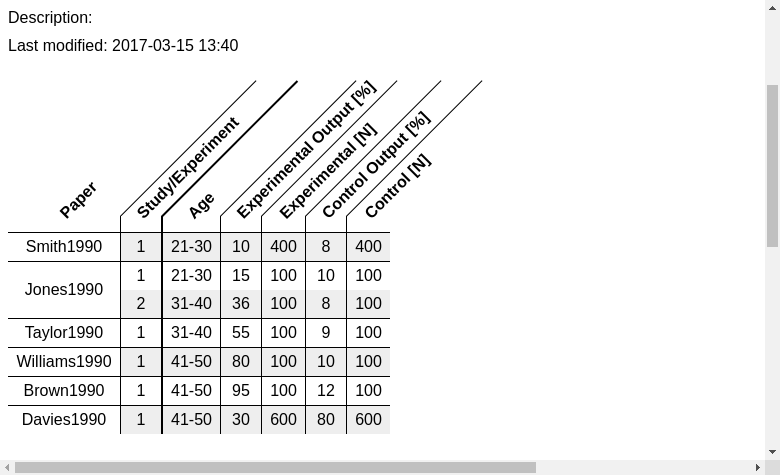 Description:
Last modified: 2017-03-15 13:40
Paper Study/Experiment Age Experimental Output [%] Experimental [N] Control Output [%] Control [N]
Smith1990 1 21-30 10 400 8 400
Jones1990 1 21-30 15 100 10 100
2 31-40 36 100 8 100
Taylor1990 1 31-40 55 100 9 100
Williams1990 1 41-50 80 100 10 100
Brown1990 1 41-50 95 100 12 100
Davies1990 1 41-50 30 600 80 600